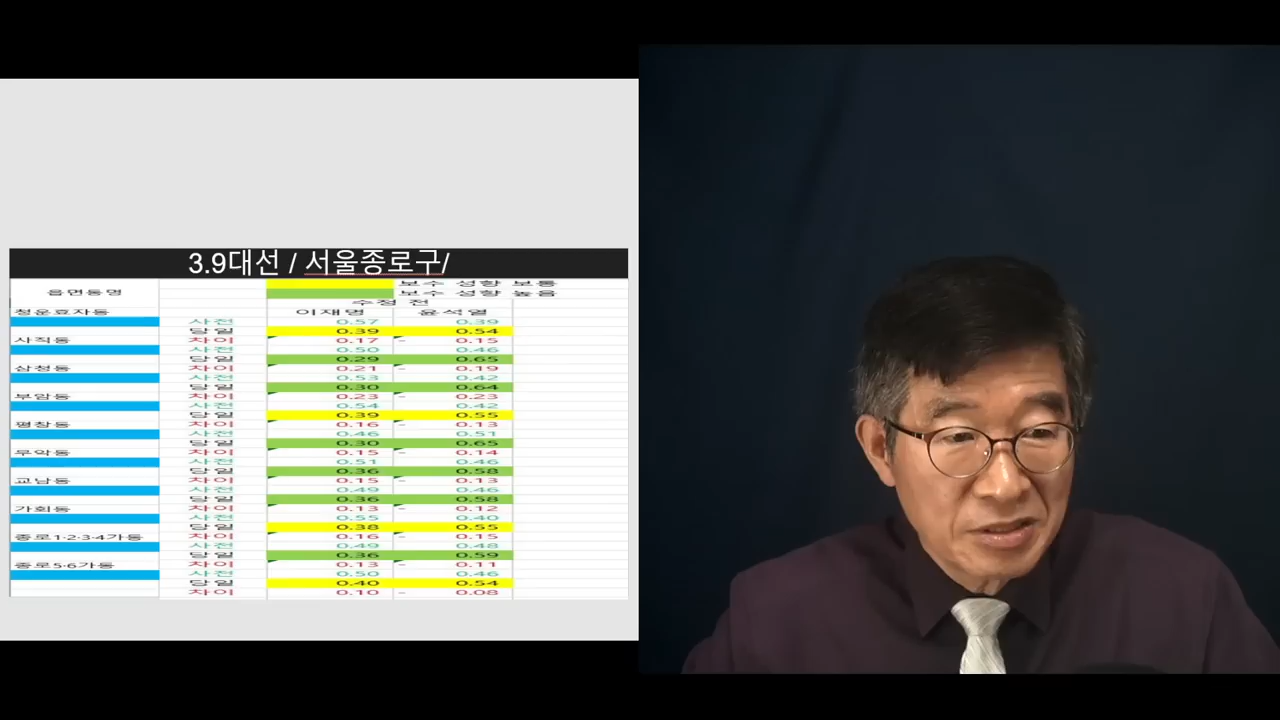 3.9대선 / 서울종로구/
보수 성향 보통
읍면동명 보수 성향 높음
수정 전
청운효자동 이재명 윤석열
사전 0.57 0.39
당일 0.39 0.54
사직동 차이 0.17 - 0.15
사전 0.50 0.46
당일 0.29 0.65
삼청동 차이 0.21 - 0.19
사전 0.53 0.42
당일 0.30 0.64
부암동 차이 0.23 - 0.23
사전 0.54 0.42
당일 0.39 0.55
평창동 차이 0.16 - 0.13
사전 0.46 0.51
당일 0.30 0.65
무악동 차이 0.15 - 0.14
사전 0.51 0.46
당일 0.36 0.58
교남동 차이 0.15 - 0.13
사전 0.49 0.46
당일 0.36 0.58
가회동 차이 0.13 - 0.12
사전 0.55 0.40
당일 0.38 0.55
종로1·2·3·4가동 차이 0.16 - 0.15
사전 0.49 0.48
당일 0.36 0.59
종로5·6가동 차이 0.13 - 0.11
사전 0.50 0.46
당일 0.40 0.54
차이 0.10 - 0.08